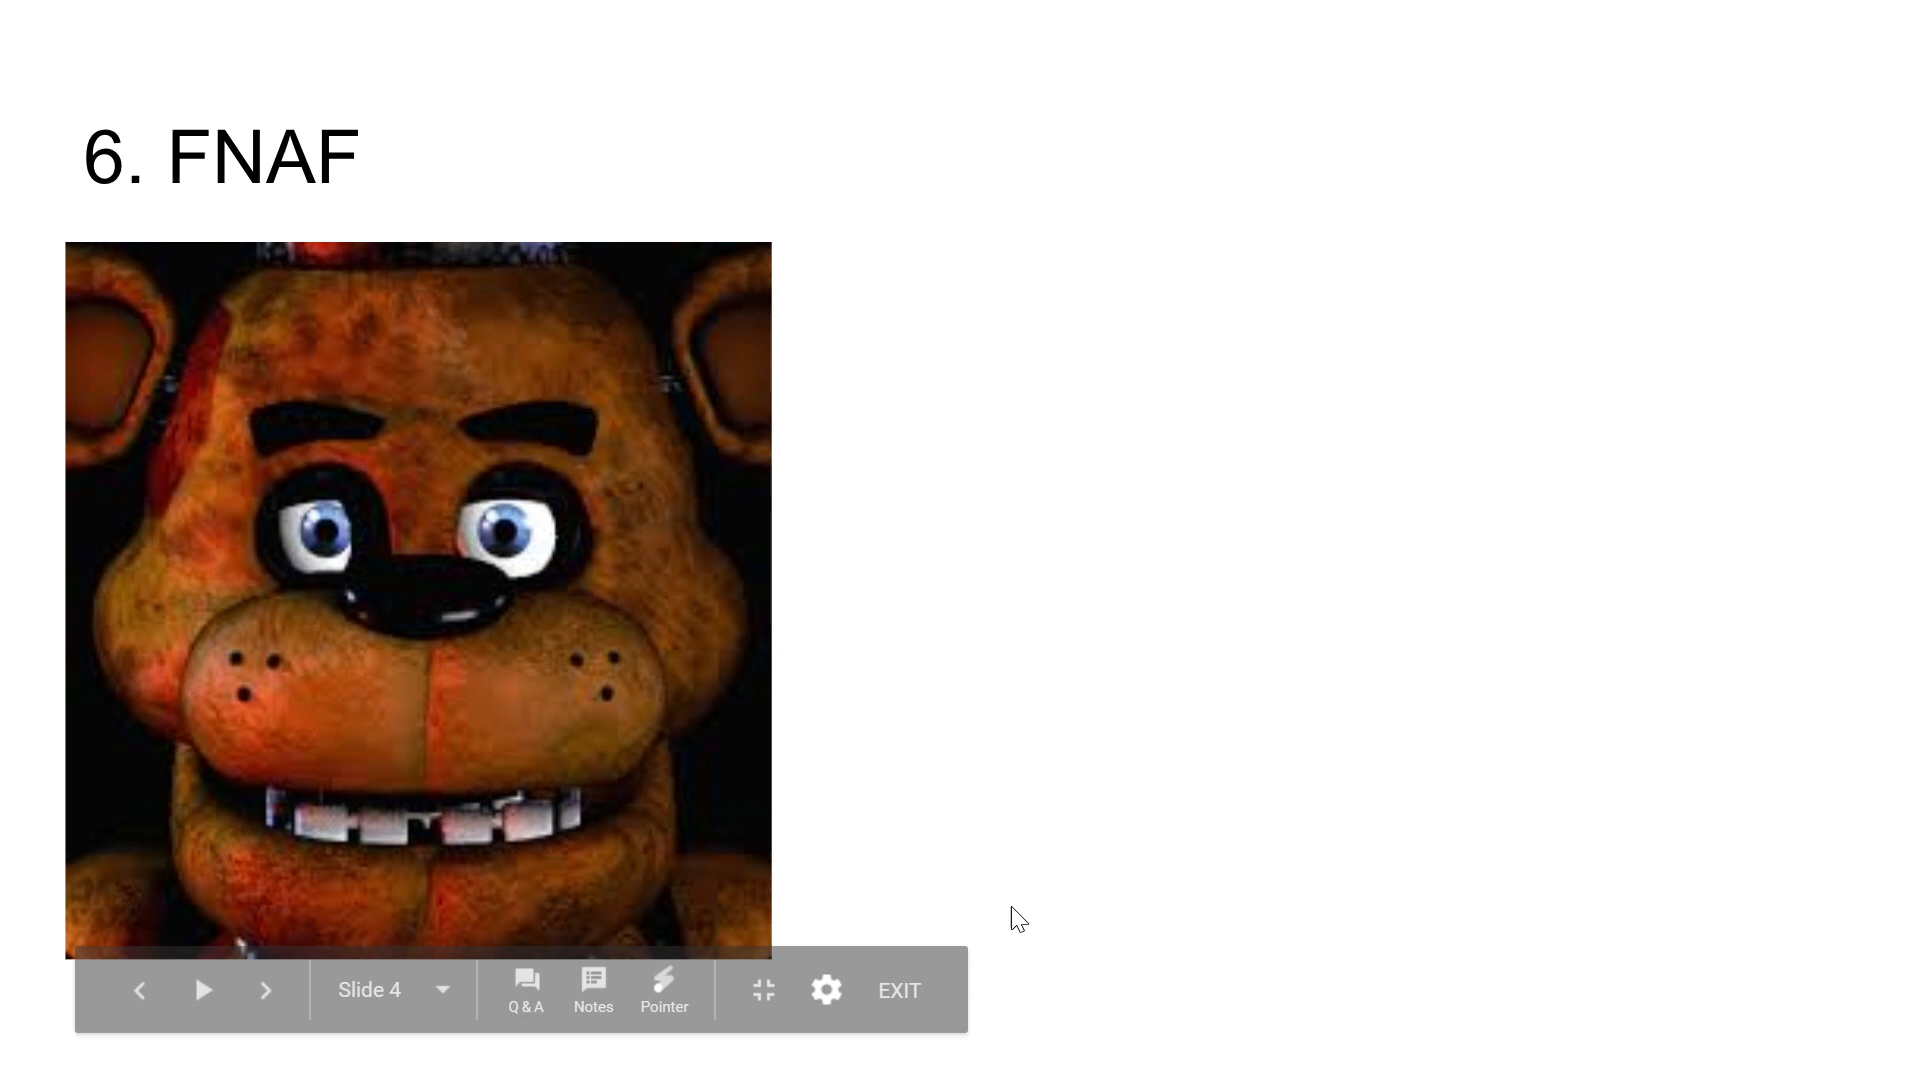 6. FNAF
Slide 4
Q & A
Notes
Pointer
EXIT